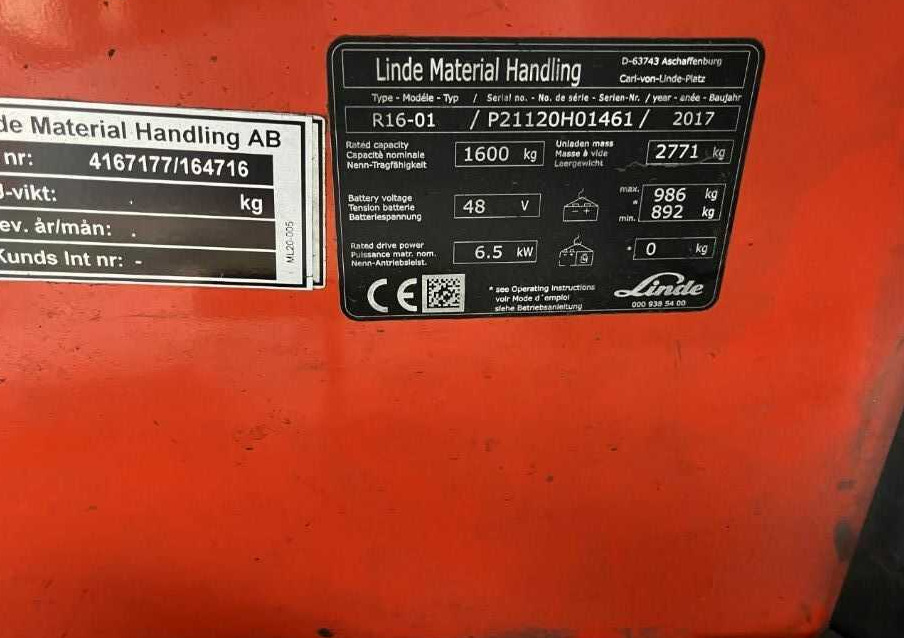 de Material Handling AB
nr: 4167177/164716
-vikt: . kg
ev. år/mån: .
Kunds Int nr: -
ML20-005
Linde Material Handling
D-63743 Aschaffenburg
Carl-von-Linde-Platz
Type - Modéle - Typ / Serial no. - No. de série - Serien-Nr. / year - anée - Baujahr
R16-01 / P21120H01461 / 2017
Rated capacity
Capacité nominale
Nenn-Tragfähigkeit
1600 kg
Unladen mass
Masse à vide
Leergewicht
2771 kg
Battery voltage
Tension batterie
Batteriespannung
48 V
max. 986 kg
*
min. 892 kg
Rated drive power
Puissance matr. nom.
Nenn-Antriebsleist.
6.5 kW
* 0 kg
CE
* see Operating Instructions
voir Mode d'emploi
siehe Betriebsanleitung
Linde
000 939 54 00